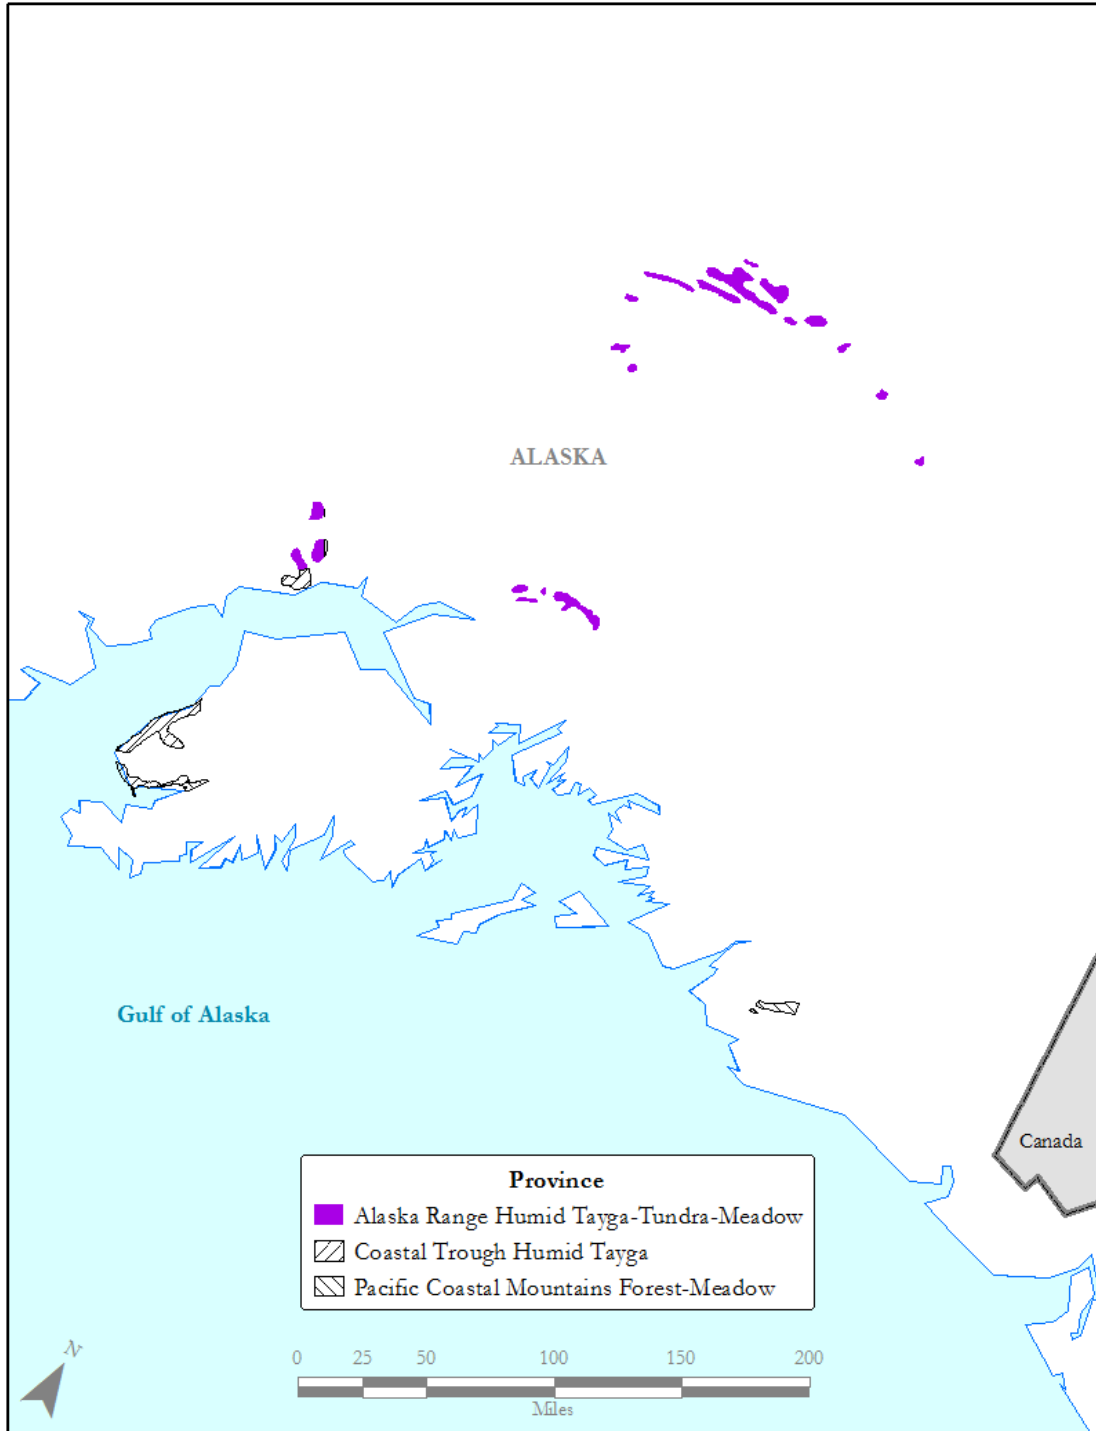 ALASKA
Gulf of Alaska
Canada
Province
Alaska Range Humid Tayga-Tundra-Meadow
Coastal Trough Humid Tayga
Pacific Coastal Mountains Forest-Meadow
N
0 25 50 100 150 200
Miles